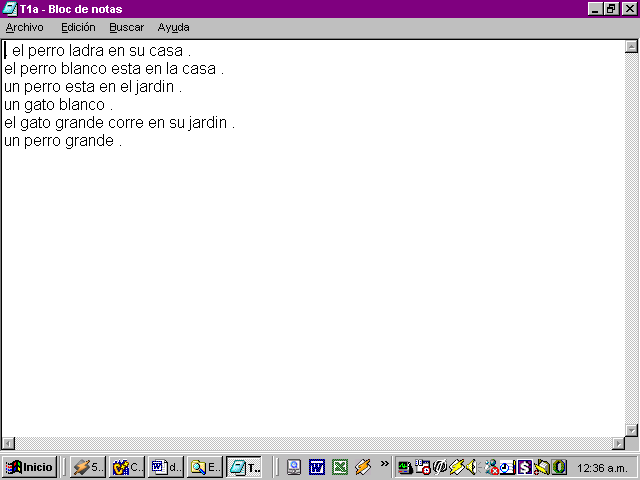 T1a - Bloc de notas
Archivo Edición Buscar Ayuda
. el perro ladra en su casa .
el perro blanco esta en la casa .
un perro esta en el jardin .
un gato blanco .
el gato grande corre en su jardin .
un perro grande .
Inicio 5.. C.. d.. E.. T.. » 12:36 a.m.